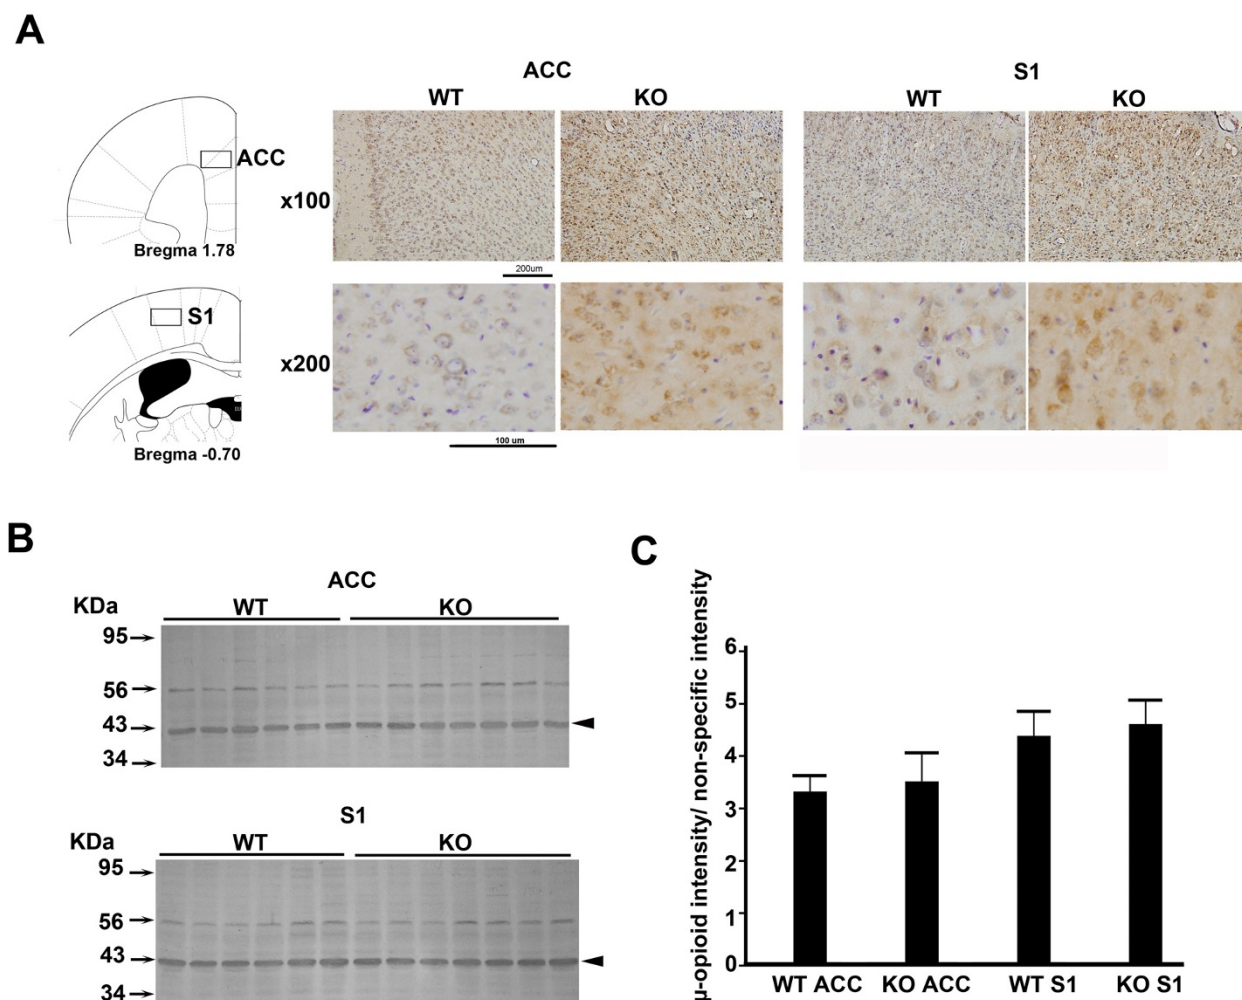 A
ACC
S1
WT
KO
WT
KO
ACC
x100
Bregma 1.78
200um
S1
x200
100 um
Bregma -0.70
B
C
ACC
KDa
WT
KO
95
56
43
34
S1
KDa
WT
KO
95
56
43
34
μ-opioid intensity/ non-specific intensity
6
5
4
3
2
1
0
WT ACC
KO ACC
WT S1
KO S1